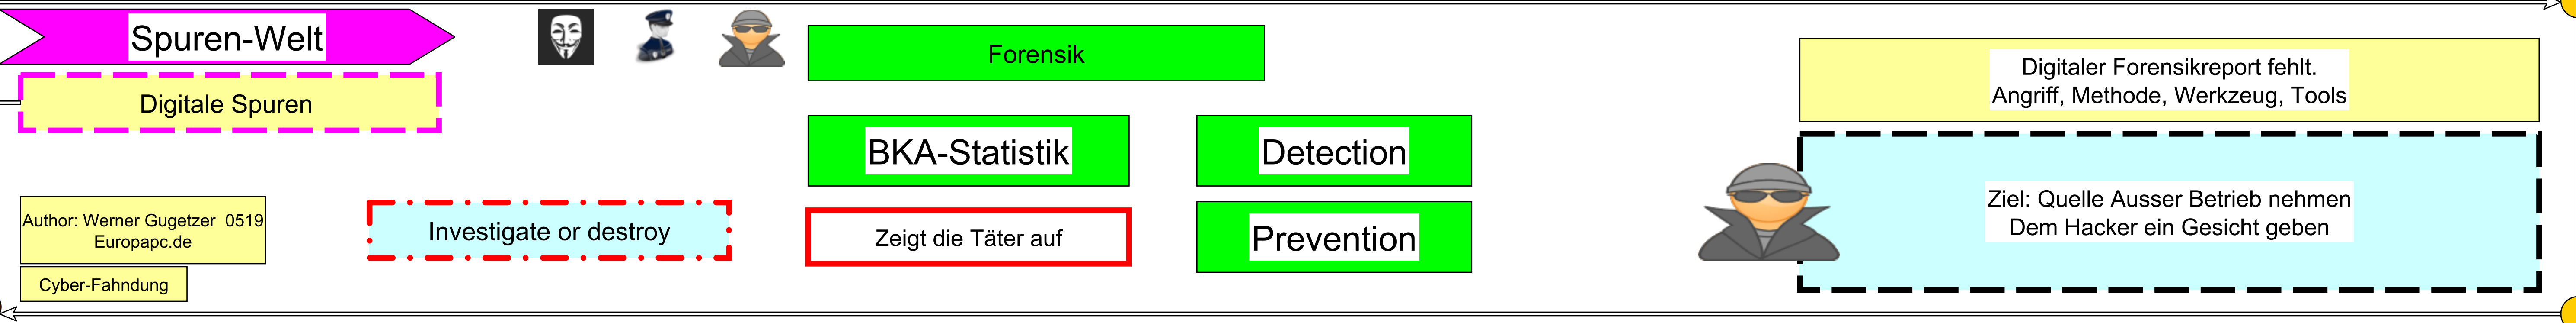 Spuren-Welt
Digitale Spuren
Author: Werner Gugetzer 0519
Europapc.de
Cyber-Fahndung
Investigate or destroy
Forensik
BKA-Statistik
Zeigt die Täter auf
Detection
Prevention
Digitaler Forensikreport fehlt.
Angriff, Methode, Werkzeug, Tools
Ziel: Quelle Ausser Betrieb nehmen
Dem Hacker ein Gesicht geben